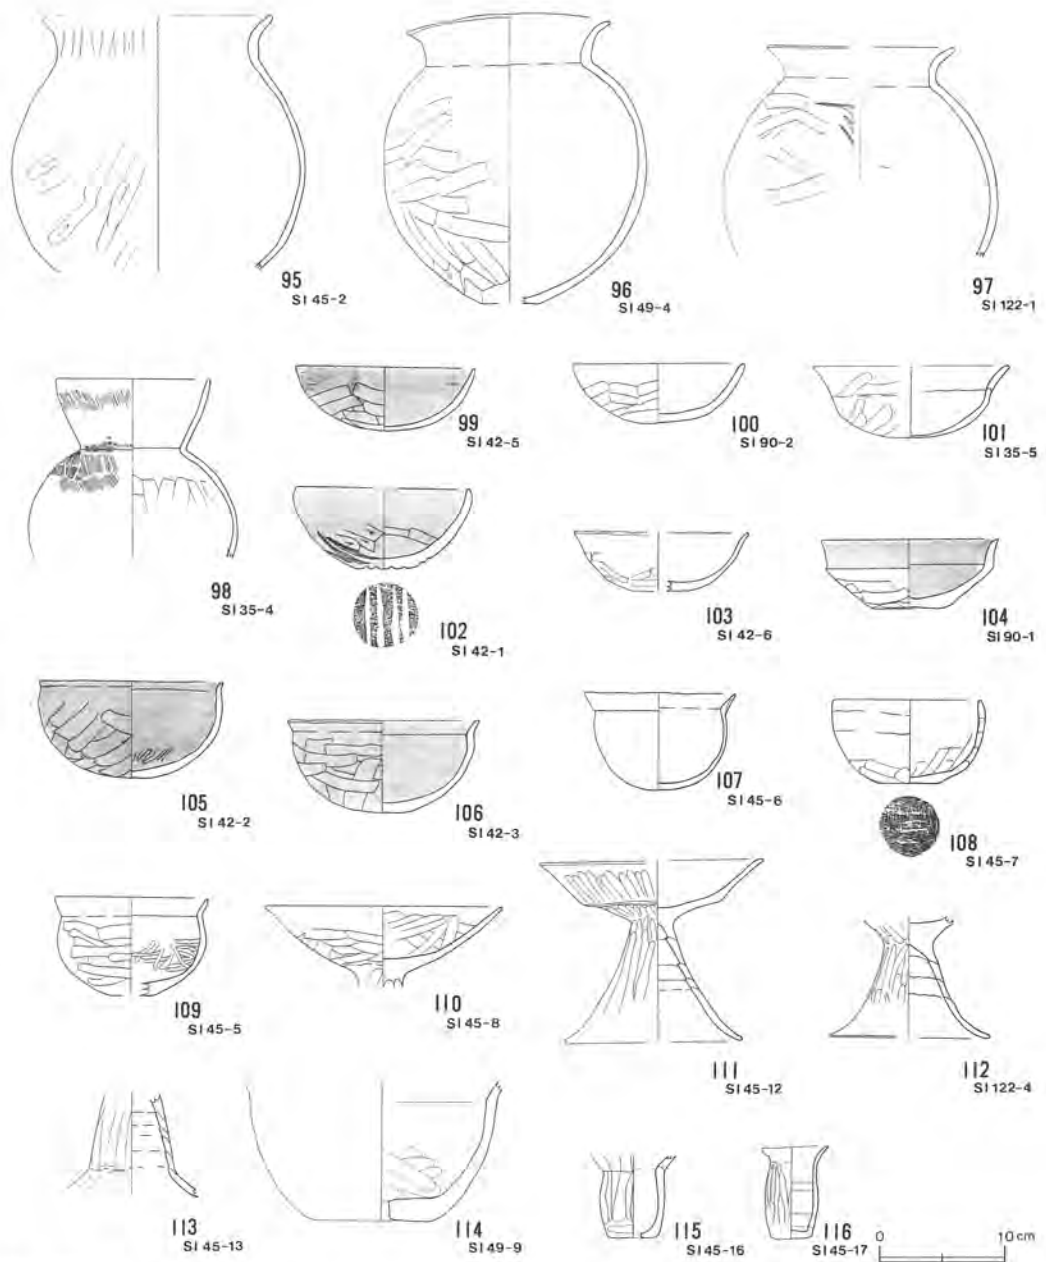 95
SI 45-2
96
SI 49-4
97
SI 122-1
98
SI 35-4
99
SI 42-5
100
SI 90-2
101
SI 35-5
102
SI 42-1
103
SI 42-6
104
SI 90-1
105
SI 42-2
106
SI 42-3
107
SI 45-6
108
SI 45-7
109
SI 45-5
110
SI 45-8
111
SI 45-12
112
SI 122-4
113
SI 45-13
114
SI 49-9
115
SI 45-16
116
SI 45-17
0 10 cm